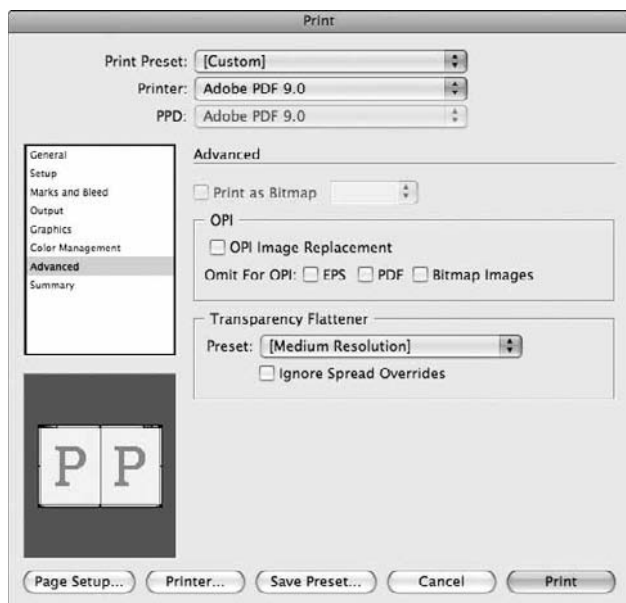 Print
Print Preset: [Custom]
Printer: Adobe PDF 9.0
PPD: Adobe PDF 9.0
General
Setup
Marks and Bleed
Output
Graphics
Color Management
Advanced
Summary
Advanced
Print as Bitmap
OPI
OPI Image Replacement
Omit For OPI: EPS PDF Bitmap Images
Transparency Flattener
Preset: [Medium Resolution]
Ignore Spread Overrides
P P
Page Setup... Printer... Save Preset... Cancel Print